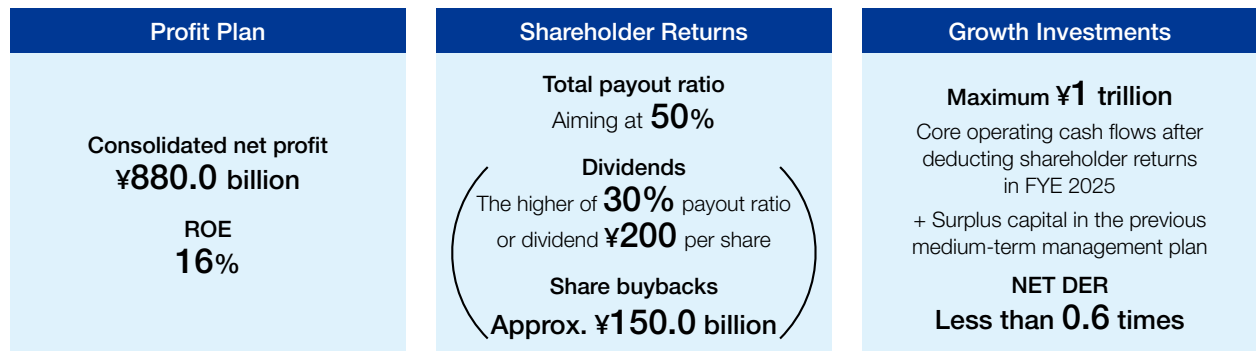 Profit Plan
Consolidated net profit
¥880.0 billion
ROE
16%
Shareholder Returns
Total payout ratio
Aiming at 50%
Dividends
The higher of 30% payout ratio
or dividend ¥200 per share
Share buybacks
Approx. ¥150.0 billion
Growth Investments
Maximum ¥1 trillion
Core operating cash flows after
deducting shareholder returns
in FYE 2025
+ Surplus capital in the previous
medium-term management plan
NET DER
Less than 0.6 times